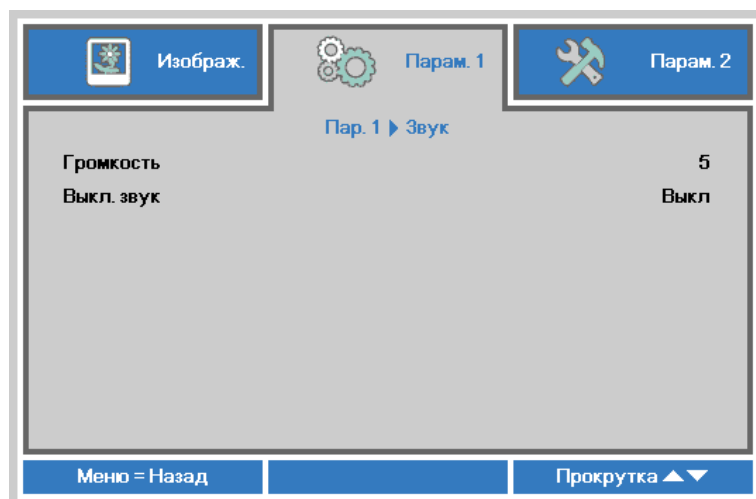 Изображ. Парам. 1 Парам. 2
Пар. 1 Звук
Громкость 5
Выкл. звук Выкл
Меню = Назад Прокрутка